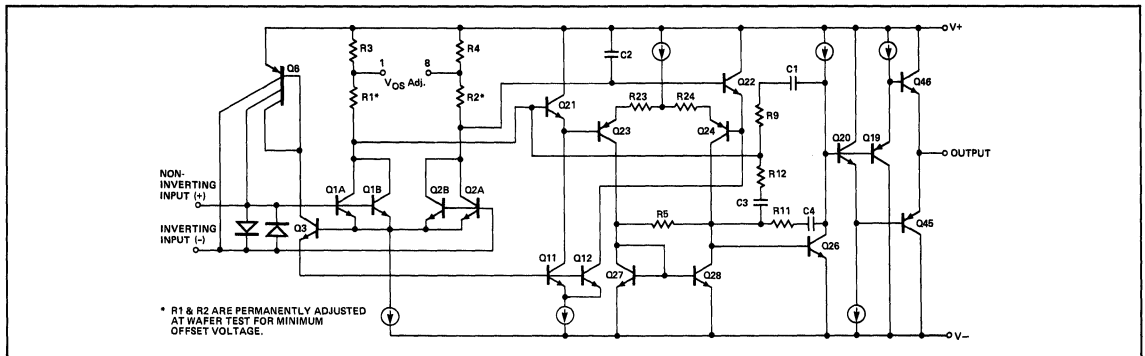 V+
R3
R4
C2
Q6
1
8
VOS Adj.
R1*
R2*
Q21
Q22
C1
Q46
R23
R24
R9
Q23
Q24
Q20
Q19
OUTPUT
NON-
INVERTING
INPUT (+)
Q1A
Q1B
Q2B
Q2A
R12
C3
INVERTING
INPUT (–)
Q3
R5
R11
C4
Q45
Q26
Q11
Q12
Q27
Q28
* R1 & R2 ARE PERMANENTLY ADJUSTED
AT WAFER TEST FOR MINIMUM
OFFSET VOLTAGE.
V–